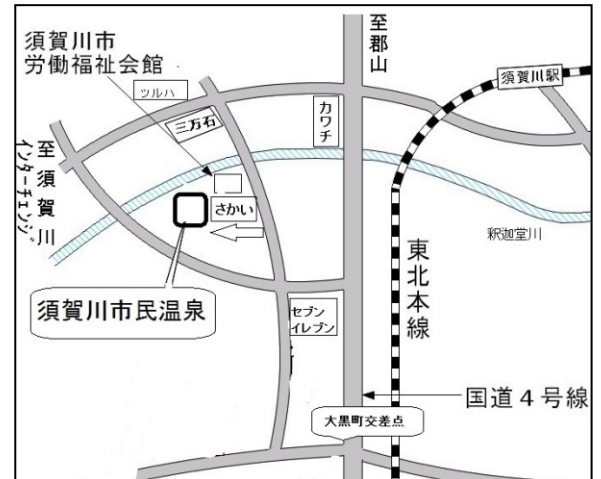 須賀川市
労働福祉会館
ツルハ
三万石
カワチ
至郡山
須賀川駅
至須賀川
インターチェンジ
さかい
釈迦堂川
須賀川市民温泉
東北本線
セブン
イレブン
国道4号線
大黒町交差点